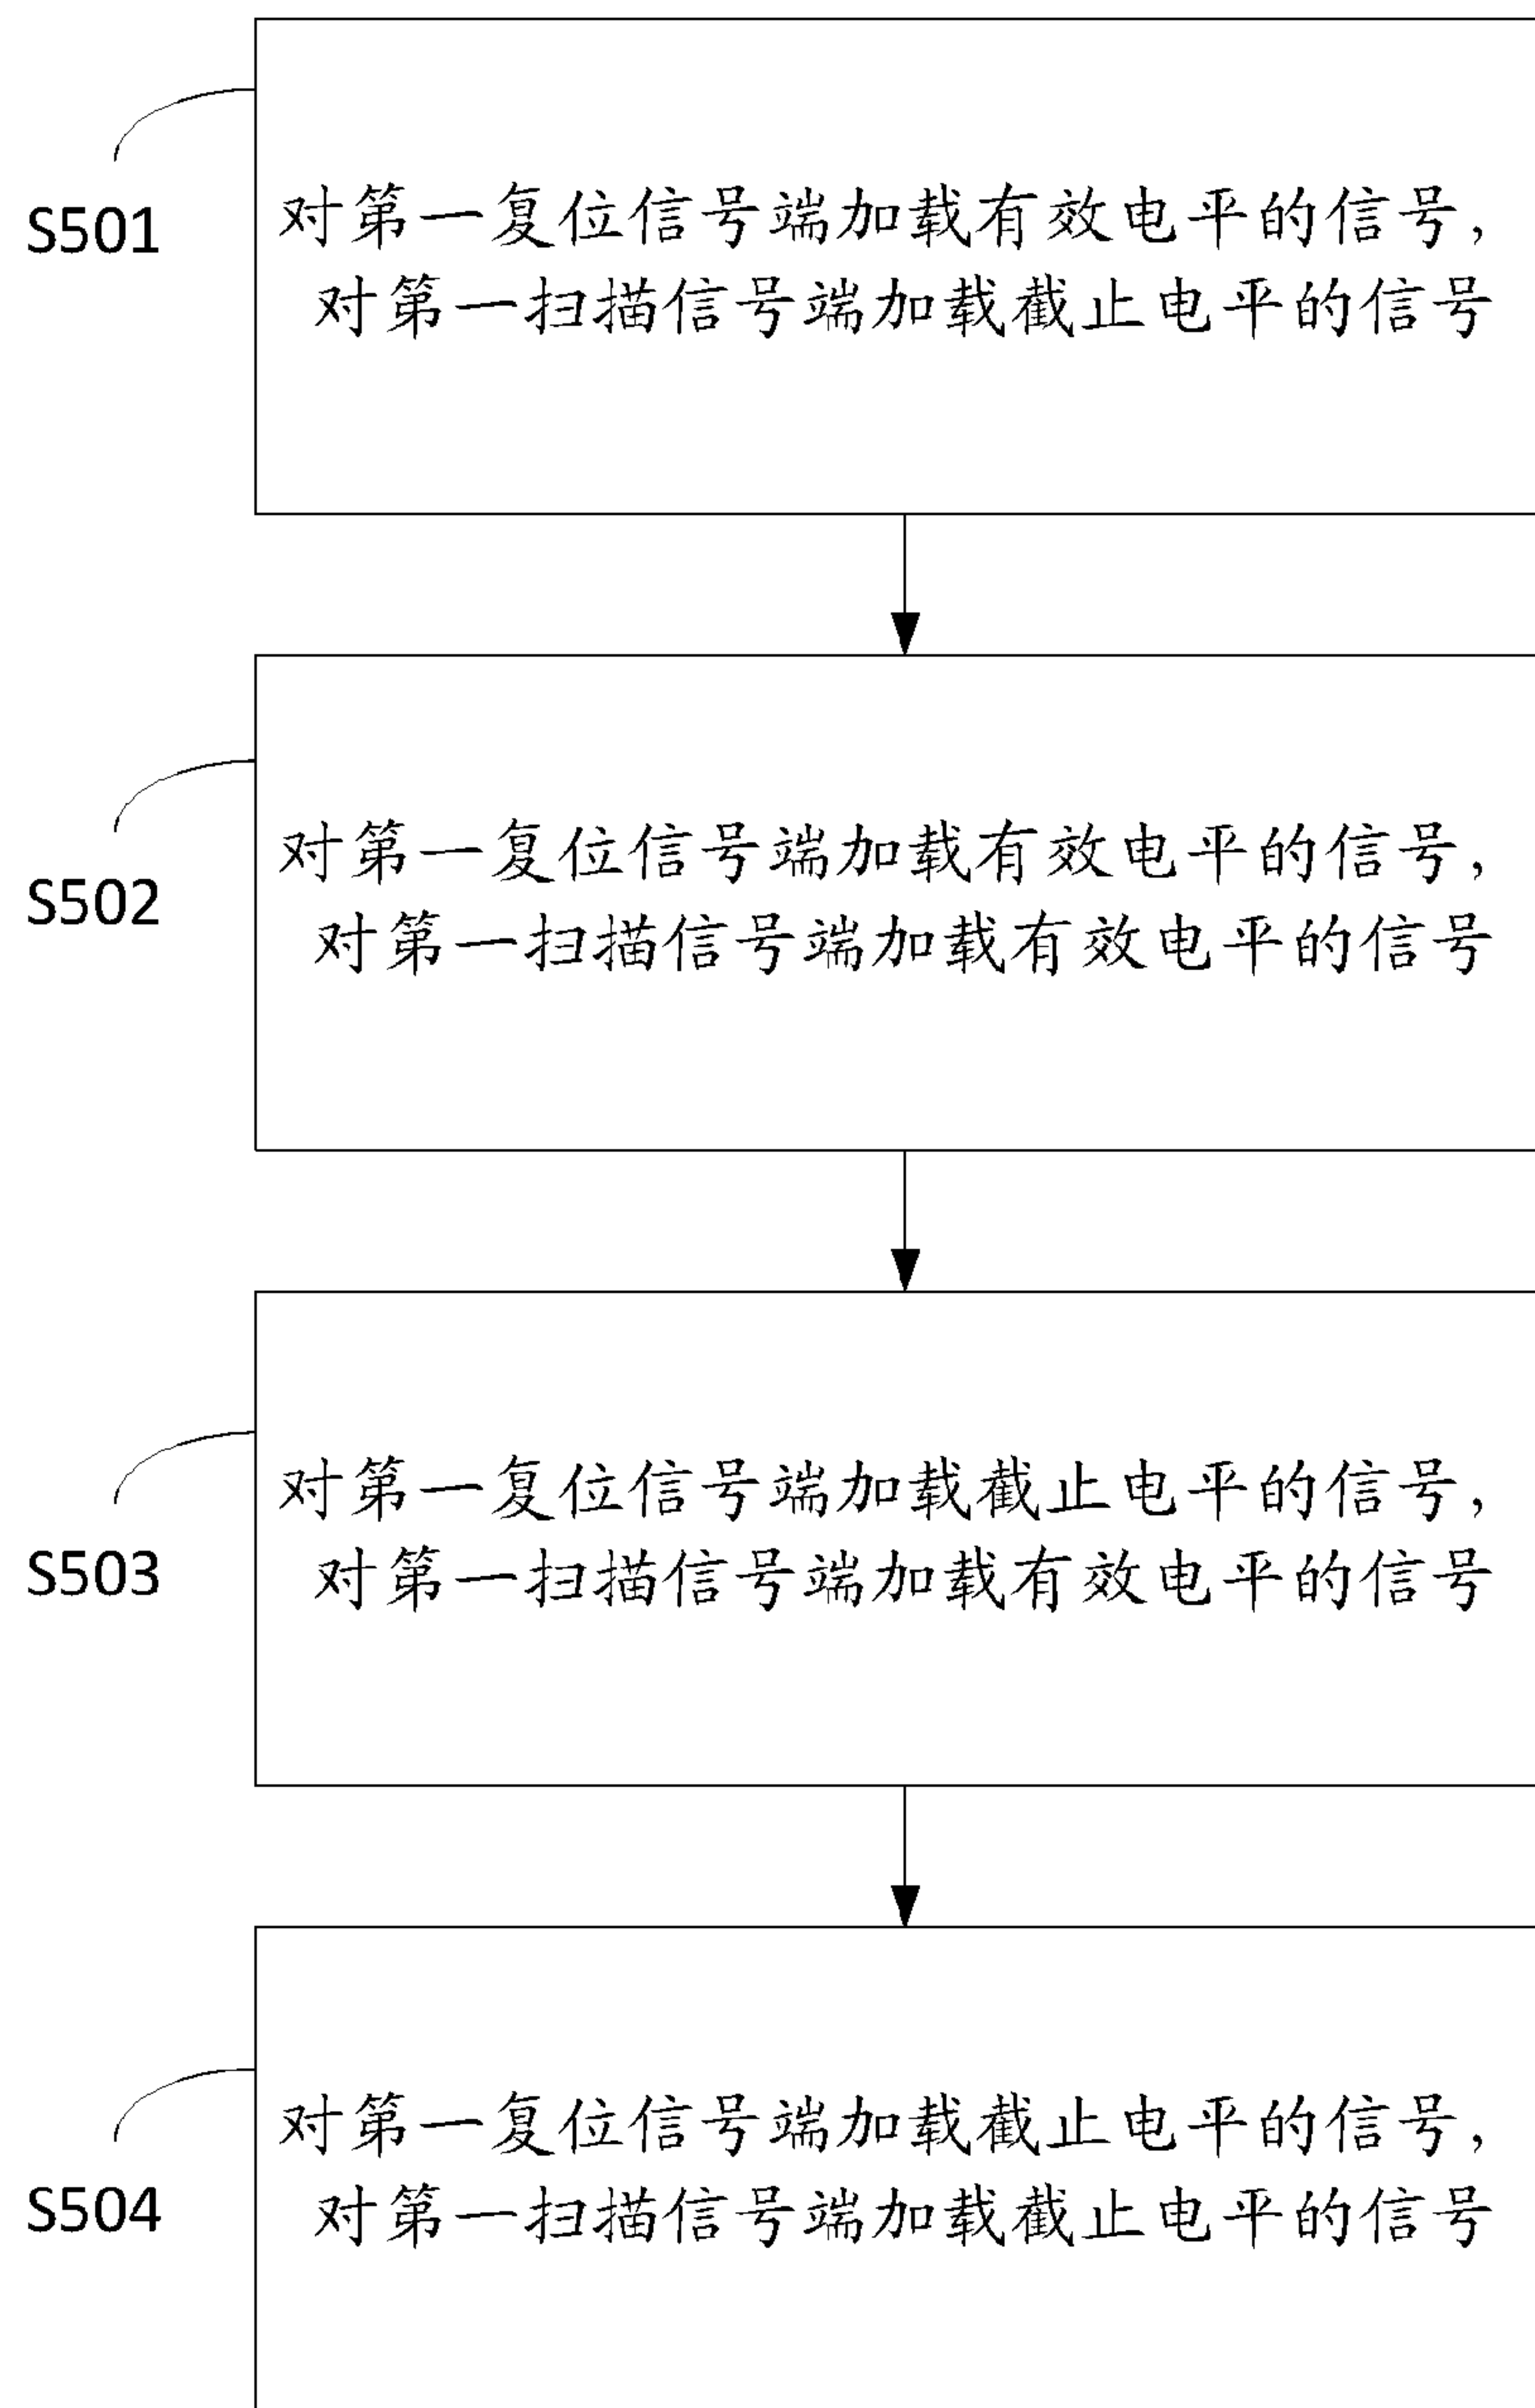 S501
对第一复位信号端加载有效电平的信号,
对第一扫描信号端加载截止电平的信号
S502
对第一复位信号端加载有效电平的信号,
对第一扫描信号端加载有效电平的信号
S503
对第一复位信号端加载截止电平的信号,
对第一扫描信号端加载有效电平的信号
S504
对第一复位信号端加载截止电平的信号,
对第一扫描信号端加载截止电平的信号